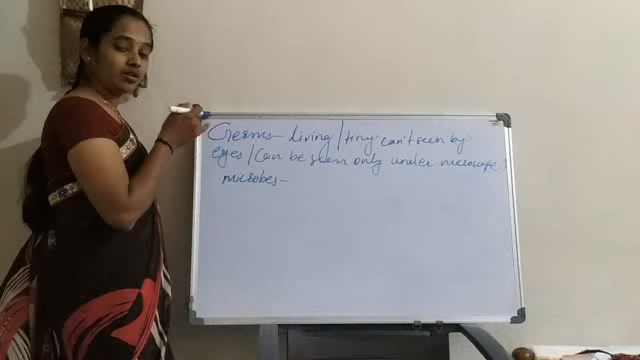 Germs - Living / tiny can't seen by
eyes / Can be seen only under microscope
microbes -